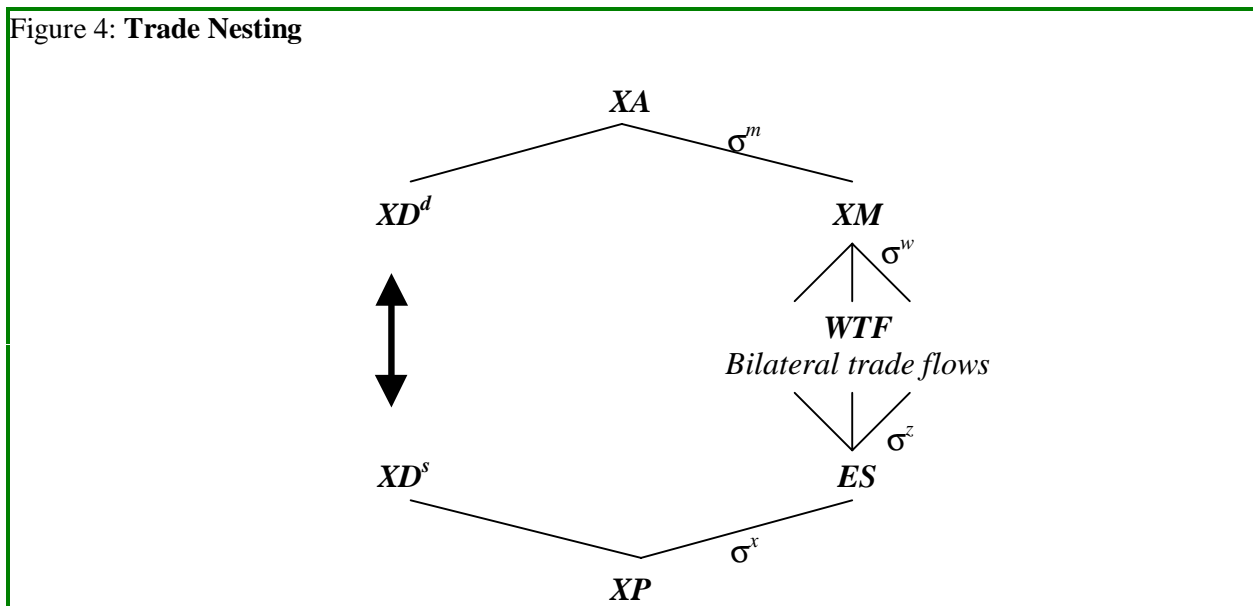 Figure 4: Trade Nesting
XA
σᵐ
XDᵈ XM
σʷ
WTF
Bilateral trade flows
σᶻ
XDˢ ES
σˣ
XP